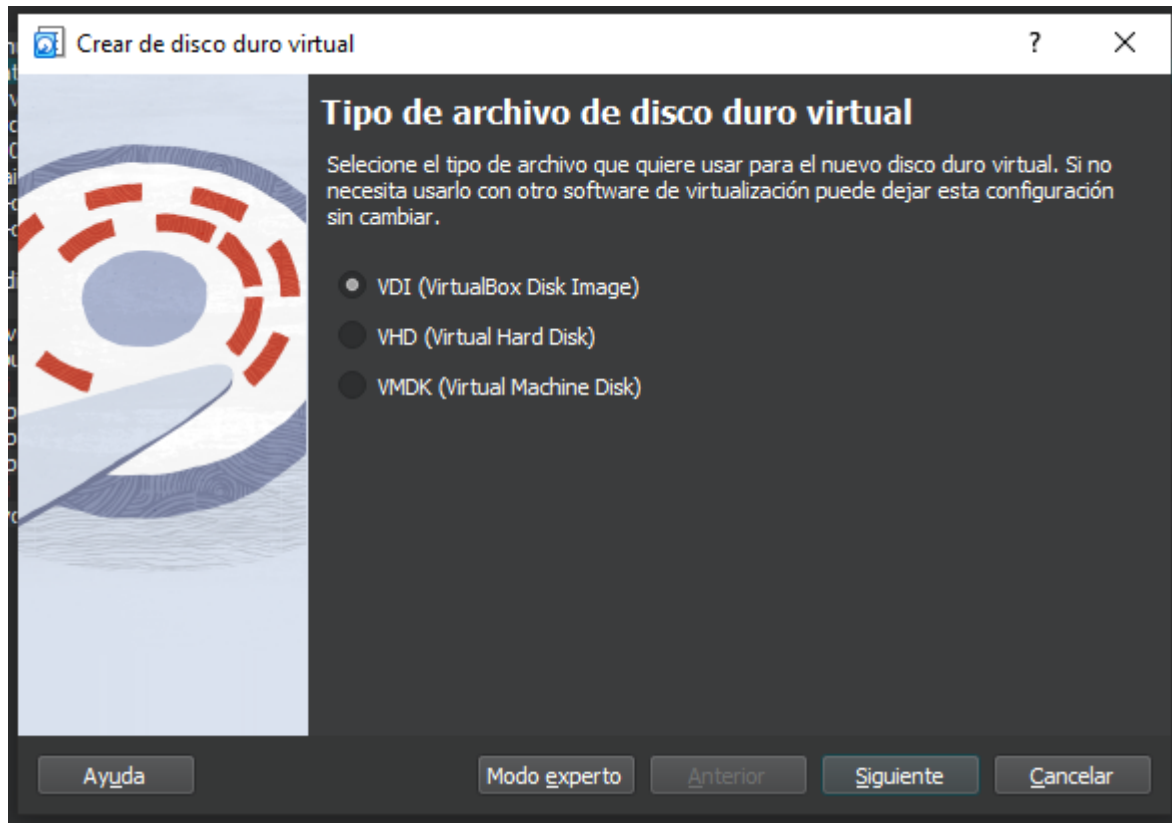 Crear de disco duro virtual
?
Tipo de archivo de disco duro virtual
Selecione el tipo de archivo que quiere usar para el nuevo disco duro virtual. Si no
necesita usarlo con otro software de virtualización puede dejar esta configuración
sin cambiar.
VDI (VirtualBox Disk Image)
VHD (Virtual Hard Disk)
VMDK (Virtual Machine Disk)
Ayuda
Modo experto
Anterior
Siguiente
Cancelar